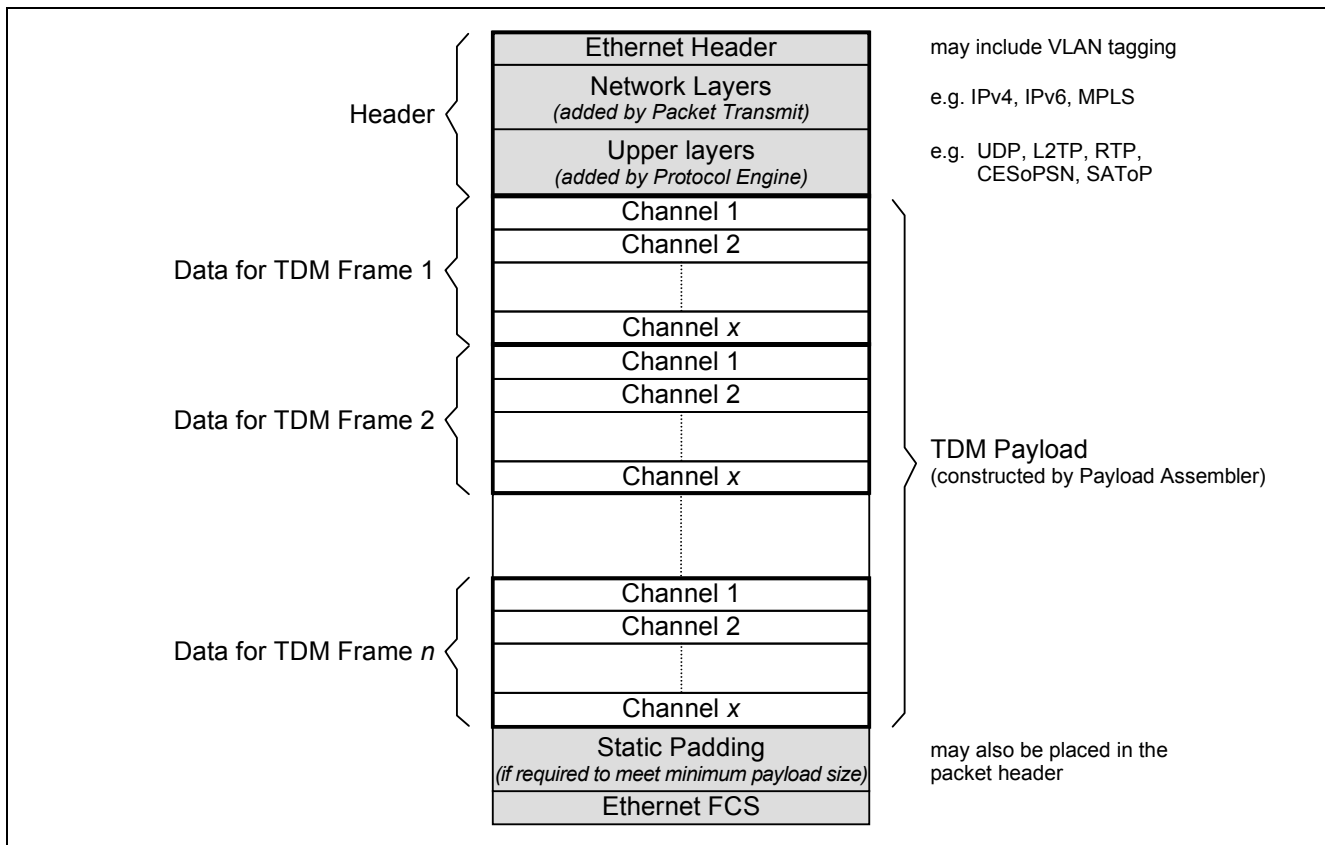 Ethernet Header
may include VLAN tagging
Network Layers
(added by Packet Transmit)
e.g. IPv4, IPv6, MPLS
Header
Upper layers
(added by Protocol Engine)
e.g. UDP, L2TP, RTP,
CESoPSN, SAToP
Channel 1
Channel 2
Data for TDM Frame 1
Channel x
Channel 1
Channel 2
Data for TDM Frame 2
Channel x
TDM Payload
(constructed by Payload Assembler)
Channel 1
Channel 2
Data for TDM Frame n
Channel x
Static Padding
(if required to meet minimum payload size)
may also be placed in the
packet header
Ethernet FCS